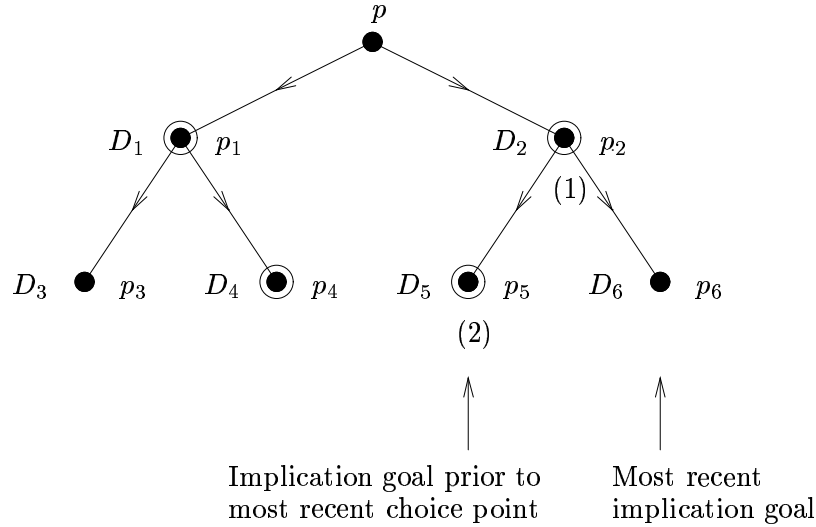 p
D₁ p₁ D₂ p₂
(1)
D₃ p₃ D₄ p₄ D₅ p₅ D₆ p₆
(2)
Implication goal prior to
most recent choice point
Most recent
implication goal